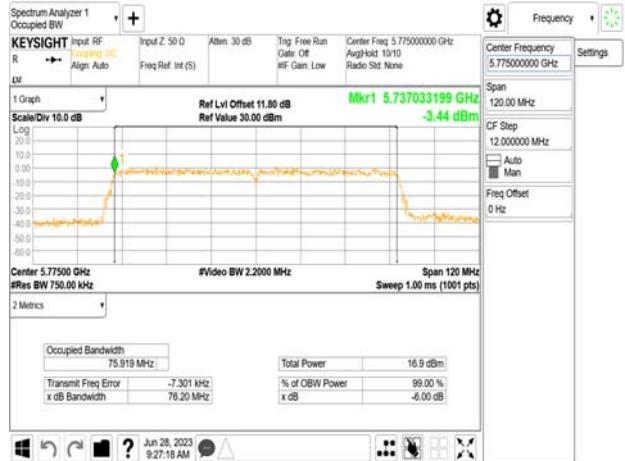 Spectrum Analyzer 1
Occupied BW
KEYSIGHT
R
Input: RF
Coupling: DC
Align: Auto
Input Z: 50 Ω
Freq Ref: Int (S)
Atten: 30 dB
Trig: Free Run
Gate: Off
#IF Gain: Low
Center Freq: 5.775000000 GHz
Avg|Hold: 10/10
Radio Std: None
1 Graph
Scale/Div 10.0 dB
Ref Lvl Offset 11.80 dB
Ref Value 30.00 dBm
Mkr1 5.737033199 GHz
-3.44 dBm
Log
20.0
10.0
0.00
-10.0
-20.0
-30.0
-40.0
-50.0
-60.0
1
Center 5.77500 GHz
#Res BW 750.00 kHz
#Video BW 2.2000 MHz
Span 120 MHz
Sweep 1.00 ms (1001 pts)
2 Metrics
Occupied Bandwidth
75.919 MHz
Transmit Freq Error -7.301 kHz
x dB Bandwidth 76.20 MHz
Total Power 16.9 dBm
% of OBW Power 99.00 %
x dB -6.00 dB
Jun 28, 2023
9:27:18 AM
Frequency
Settings
Center Frequency
5.775000000 GHz
Span
120.00 MHz
CF Step
12.000000 MHz
Auto
Man
Freq Offset
0 Hz